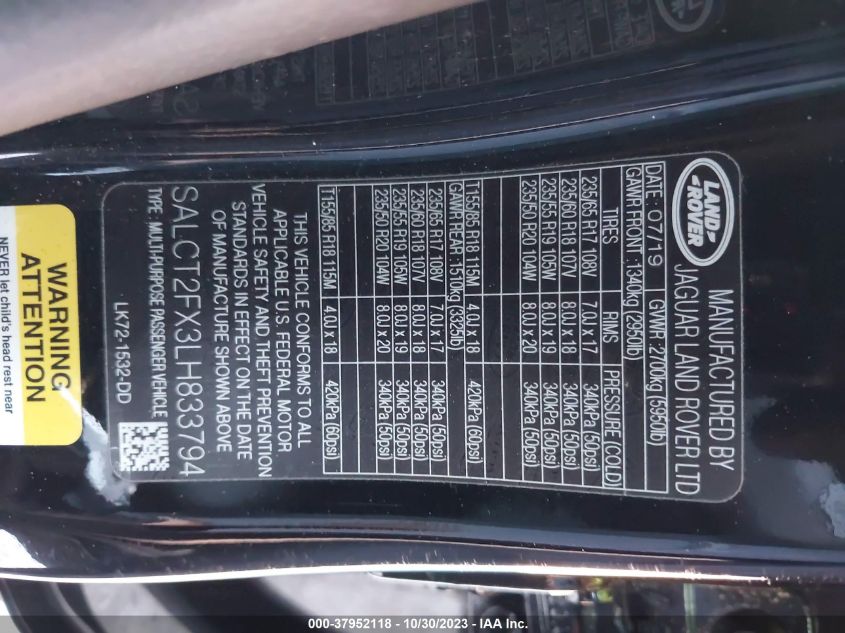 LAND
ROVER
MANUFACTURED BY
JAGUAR LAND ROVER LTD
DATE: 07/19 GVWR: 2700kg (5950lb)
GAWR FRONT: 1340kg (2950lb)
TIRES RIMS PRESSURE (COLD)
235/65 R17 108V 7.0J x 17 340kPa (50psi)
235/60 R18 107V 8.0J x 18 340kPa (50psi)
235/55 R19 105W 8.0J x 19 340kPa (50psi)
235/50 R20 104W 8.0J x 20 340kPa (50psi)
T155/85 R18 115M 4.0J x 18 420kPa (60psi)
GAWR REAR: 1510kg (3325lb)
235/65 R17 108V 7.0J x 17 340kPa (50psi)
235/60 R18 107V 8.0J x 18 340kPa (50psi)
235/55 R19 105W 8.0J x 19 340kPa (50psi)
235/50 R20 104W 8.0J x 20 340kPa (50psi)
T155/85 R18 115M 4.0J x 18 420kPa (60psi)
THIS VEHICLE CONFORMS TO ALL
APPLICABLE U.S. FEDERAL MOTOR
VEHICLE SAFETY AND THEFT PREVENTION
STANDARDS IN EFFECT ON THE DATE
OF MANUFACTURE SHOWN ABOVE
SALCT2FX3LH833794
TYPE: MULTI-PURPOSE PASSENGER VEHICLE
LK72-1532-DD
WARNING
ATTENTION
NEVER let child's head rest near
000-37952118 - 10/30/2023 - IAA Inc.